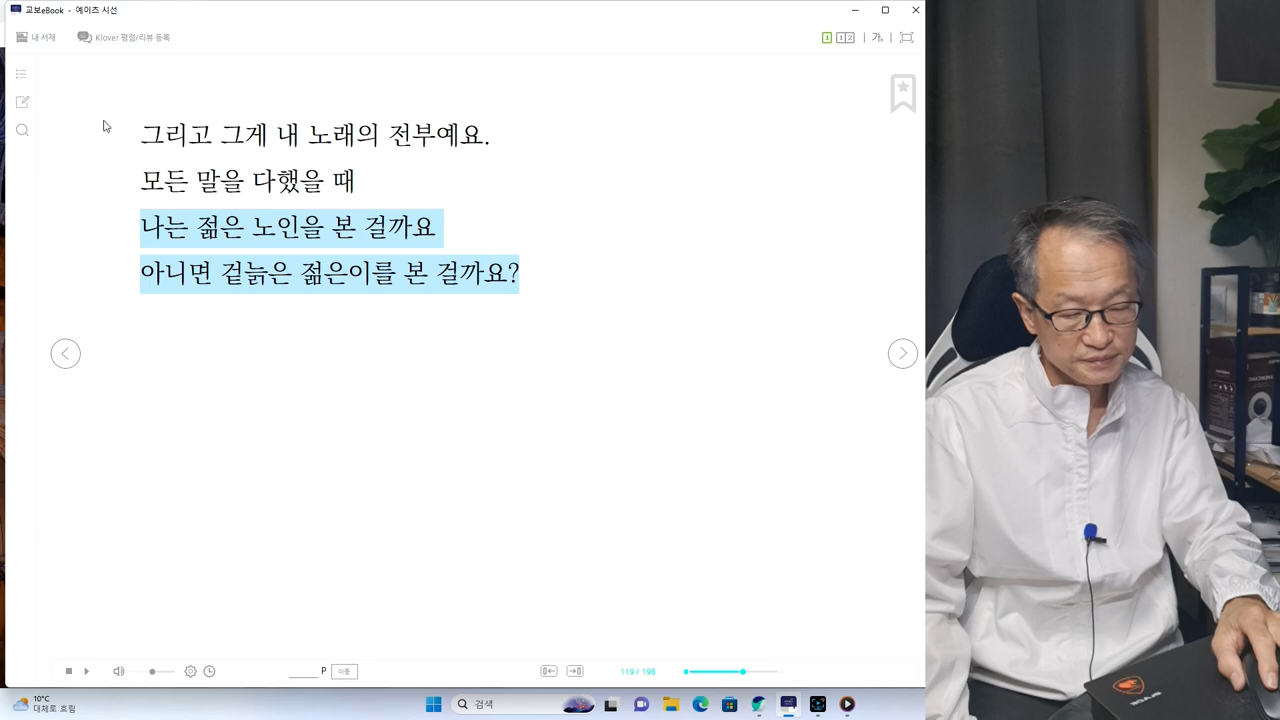 교보eBook - 예이츠 시선
내 서재
Klover 평점/리뷰 등록
1 1 2 가
그리고 그게 내 노래의 전부예요.
모든 말을 다했을 때
나는 젊은 노인을 본 걸까요
아니면 겉늙은 젊은이를 본 걸까요?
P 이동
119 / 198
10°C
대체로 흐림
검색